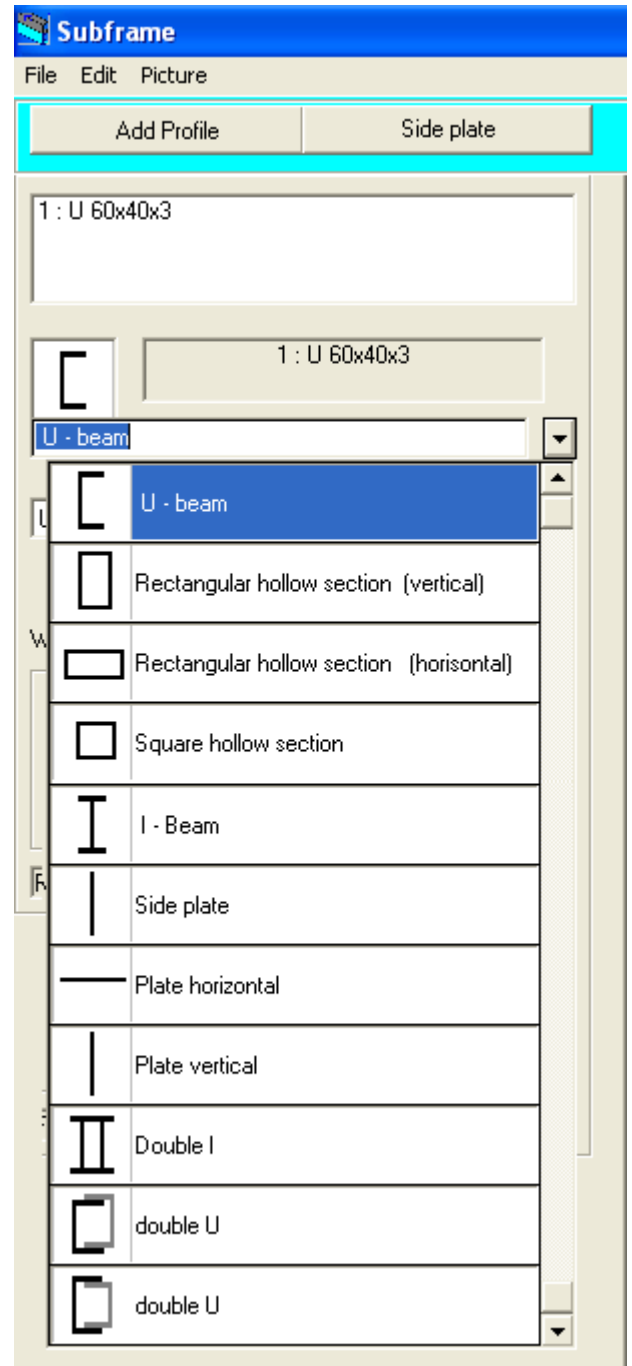 Subframe
File Edit Picture
Add Profile Side plate
1 : U 60x40x3
1 : U 60x40x3
U - beam
U - beam
Rectangular hollow section (vertical)
Rectangular hollow section (horisontal)
Square hollow section
I - Beam
Side plate
Plate horizontal
Plate vertical
Double I
double U
double U